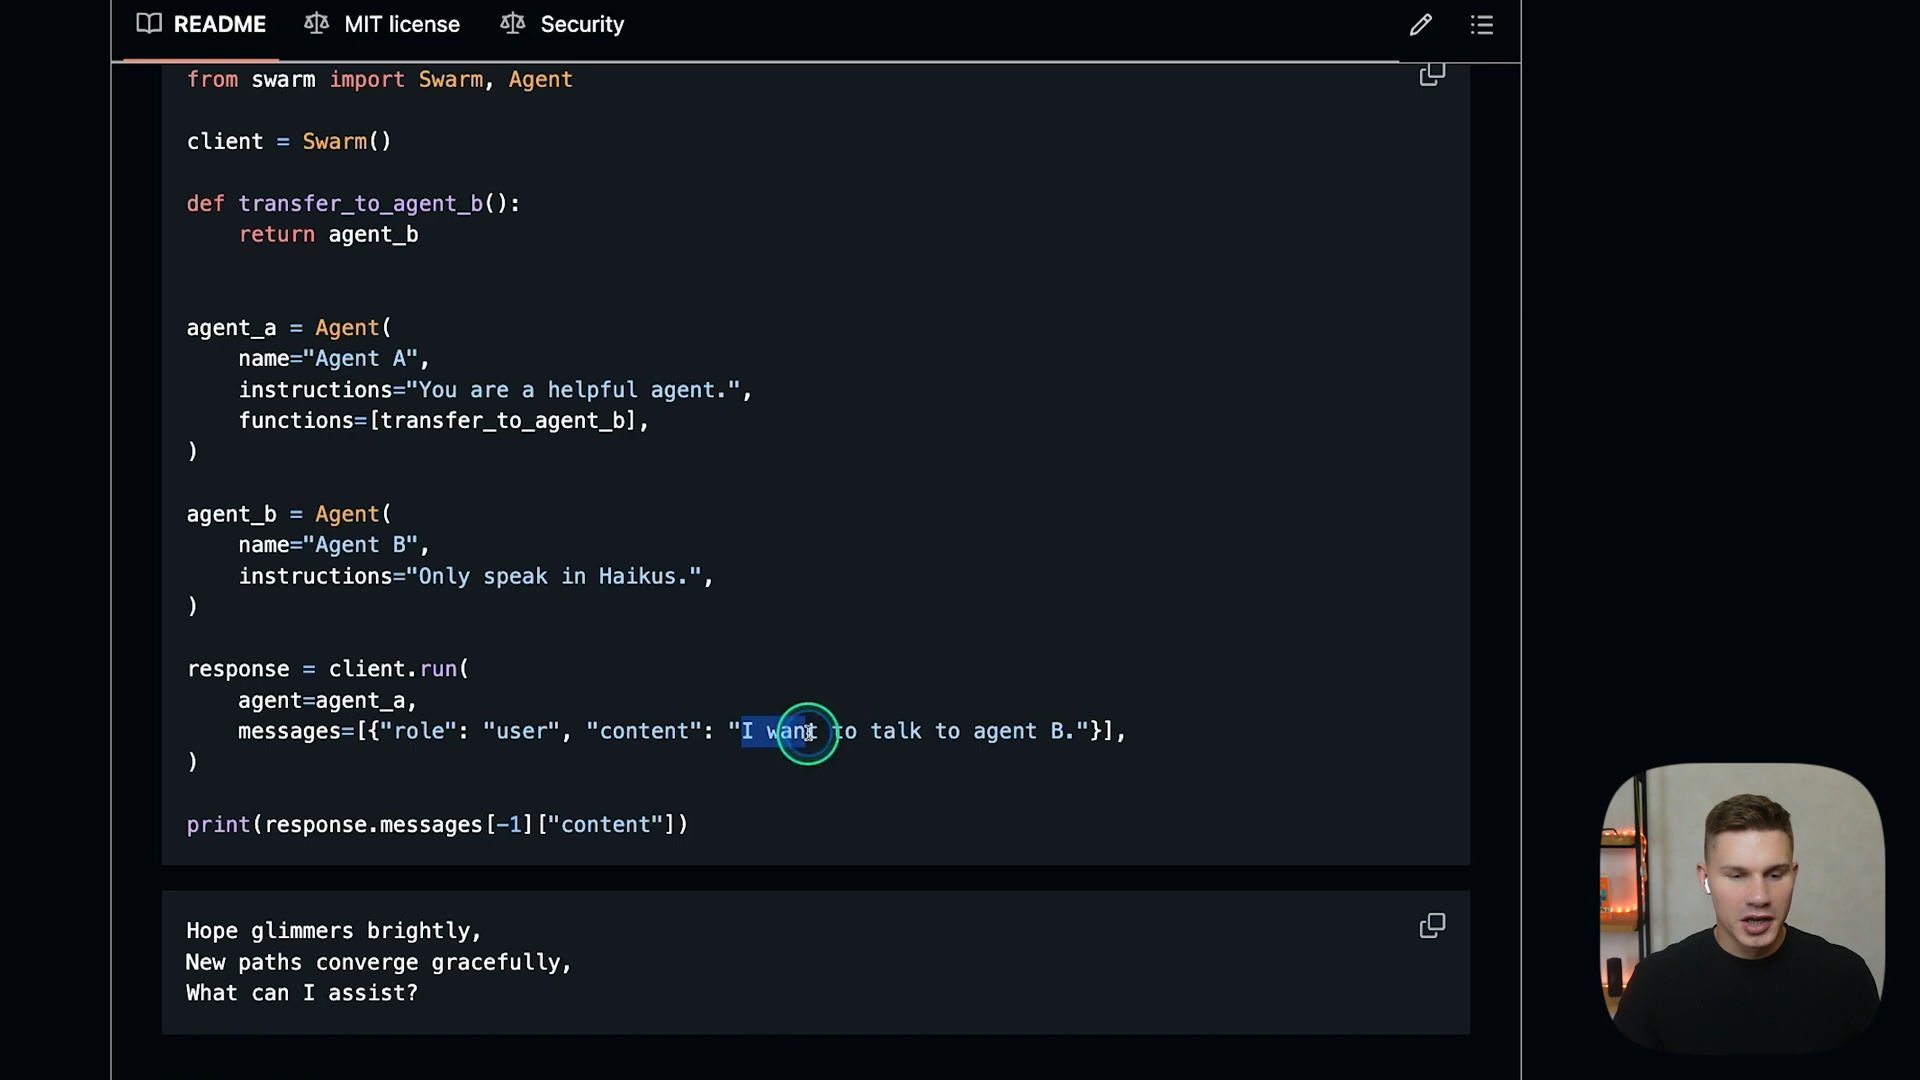 README MIT license Security
from swarm import Swarm, Agent
client = Swarm()
def transfer_to_agent_b():
    return agent_b
agent_a = Agent(
    name="Agent A",
    instructions="You are a helpful agent.",
    functions=[transfer_to_agent_b],
)
agent_b = Agent(
    name="Agent B",
    instructions="Only speak in Haikus.",
)
response = client.run(
    agent=agent_a,
    messages=[{"role": "user", "content": "I want to talk to agent B."}],
)
print(response.messages[-1]["content"])
Hope glimmers brightly,
New paths converge gracefully,
What can I assist?